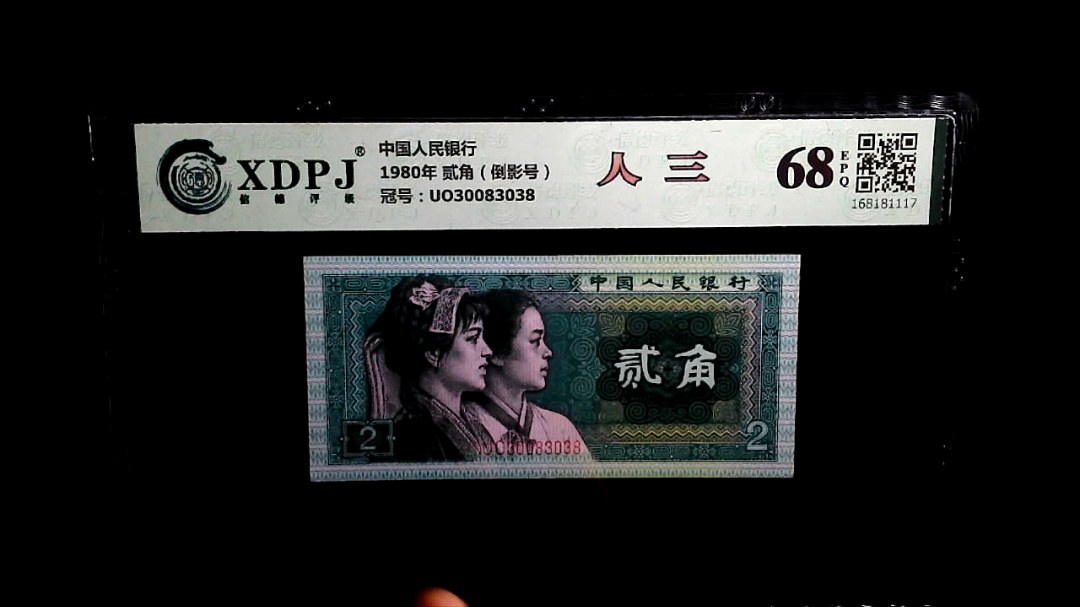 XDPJ®
信德评级
中国人民银行
1980年 贰角（倒影号）
冠号：UO30083038
人三
68
EPQ
168181117
中国人民银行
贰角
2
2
UO30083038